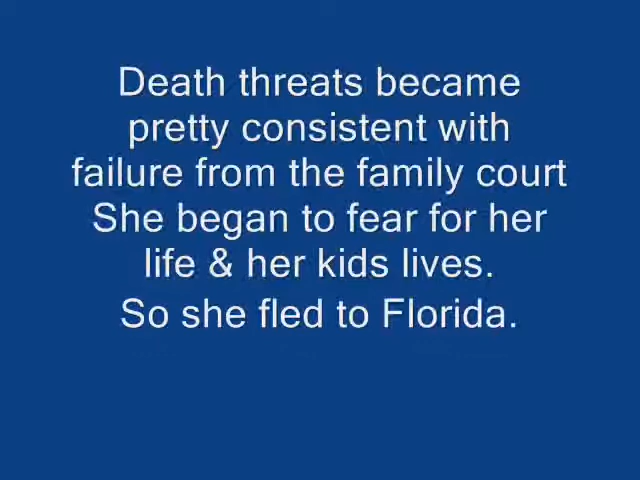 Death threats became
pretty consistent with
failure from the family court
She began to fear for her
life & her kids lives.
So she fled to Florida.